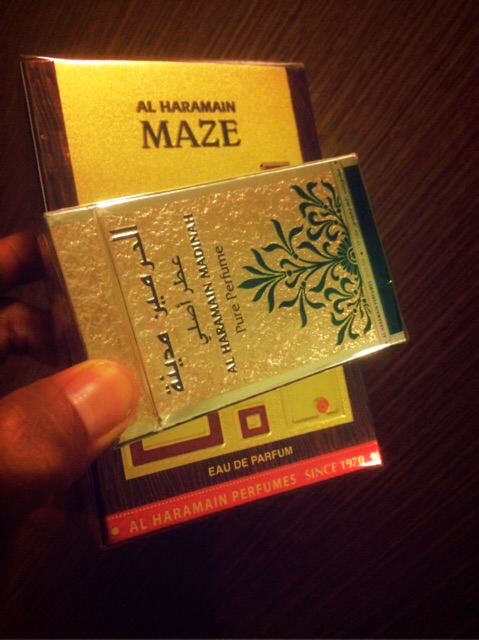 AL HARAMAIN
MAZE
الحرمين مدينة
عطر أصلي
AL HARAMAIN MADINAH
Pure Perfume
EAU DE PARFUM
AL HARAMAIN PERFUMES SINCE 1970